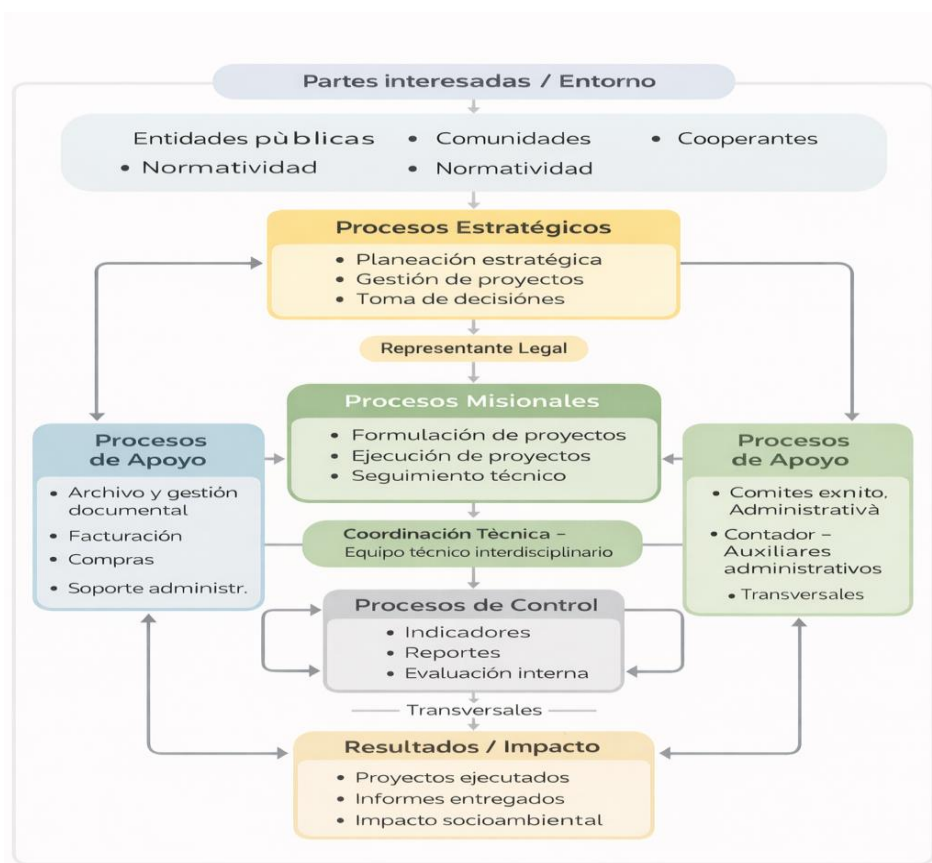 Partes interesadas / Entorno
Entidades pùblicas • Comunidades • Cooperantes
• Normatividad • Normatividad
Procesos Estratégicos
• Planeación estratégica
• Gestión de proyectos
• Toma de decisiónes
Representante Legal
Procesos Misionales
• Formulación de proyectos
• Ejecución de proyectos
• Seguimiento técnico
Procesos
de Apoyo
• Archivo y gestión
documental
• Facturación
• Compras
• Soporte administr.
Procesos
de Apoyo
• Comites exnito,
Administrativà
• Contador –
Auxiliares
administrativos
• Transversales
Coordinación Tècnica –
Equipo técnico interdisciplinario
Procesos de Control
• Indicadores
• Reportes
• Evaluación interna
Transversales
Resultados / Impacto
• Proyectos ejecutados
• Informes entregados
• Impacto socioambiental